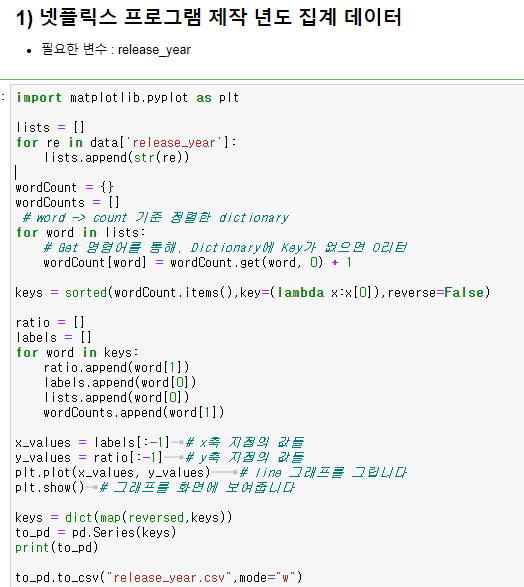 1) 넷플릭스 프로그램 제작 년도 집계 데이터
• 필요한 변수 : release_year
: import matplotlib.pyplot as plt
lists = []
for re in data['release_year']:
    lists.append(str(re))
wordCount = {}
wordCounts = []
 # word -> count 기준 정렬한 dictionary
for word in lists:
    # Get 명령어를 통해, Dictionary에 Key가 없으면 0리턴
    wordCount[word] = wordCount.get(word, 0) + 1
keys = sorted(wordCount.items(),key=(lambda x:x[0]),reverse=False)
ratio = []
labels = []
for word in keys:
    ratio.append(word[1])
    labels.append(word[0])
    lists.append(word[0])
    wordCounts.append(word[1])
x_values = labels[:-1] # x축 지점의 값들
y_values = ratio[:-1] # y축 지점의 값들
plt.plot(x_values, y_values) # line 그래프를 그립니다
plt.show() # 그래프를 화면에 보여줍니다
keys = dict(map(reversed,keys))
to_pd = pd.Series(keys)
print(to_pd)
to_pd.to_csv("release_year.csv",mode="w")